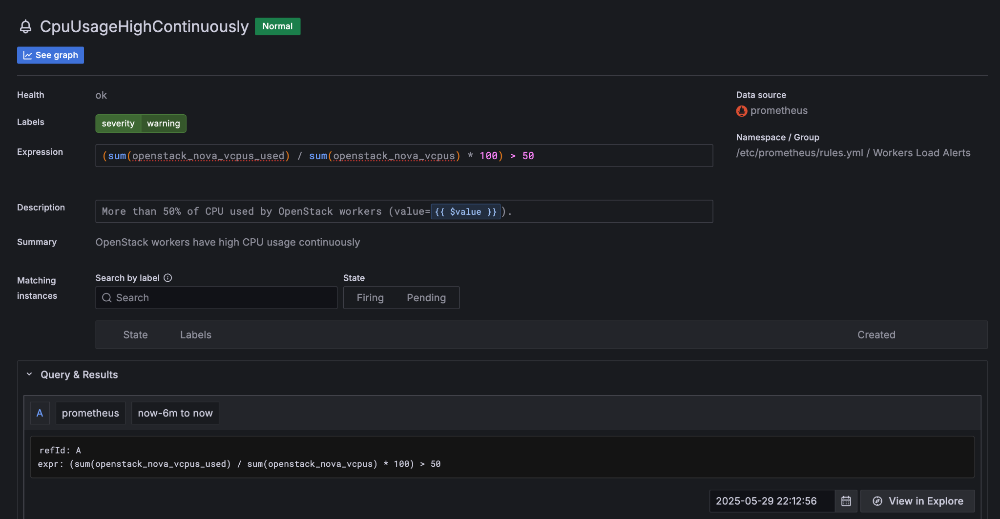 CpuUsageHighContinuously Normal
See graph
Health ok
Labels severity warning
Expression (sum(openstack_nova_vcpus_used) / sum(openstack_nova_vcpus) * 100) > 50
Description More than 50% of CPU used by OpenStack workers (value={{ $value }}).
Summary OpenStack workers have high CPU usage continuously
Data source
prometheus
Namespace / Group
/etc/prometheus/rules.yml / Workers Load Alerts
Matching instances
Search by label State
Search Firing Pending
State Labels Created
Query & Results
A prometheus now-6m to now
refId: A
expr: (sum(openstack_nova_vcpus_used) / sum(openstack_nova_vcpus) * 100) > 50
2025-05-29 22:12:56 View in Explore